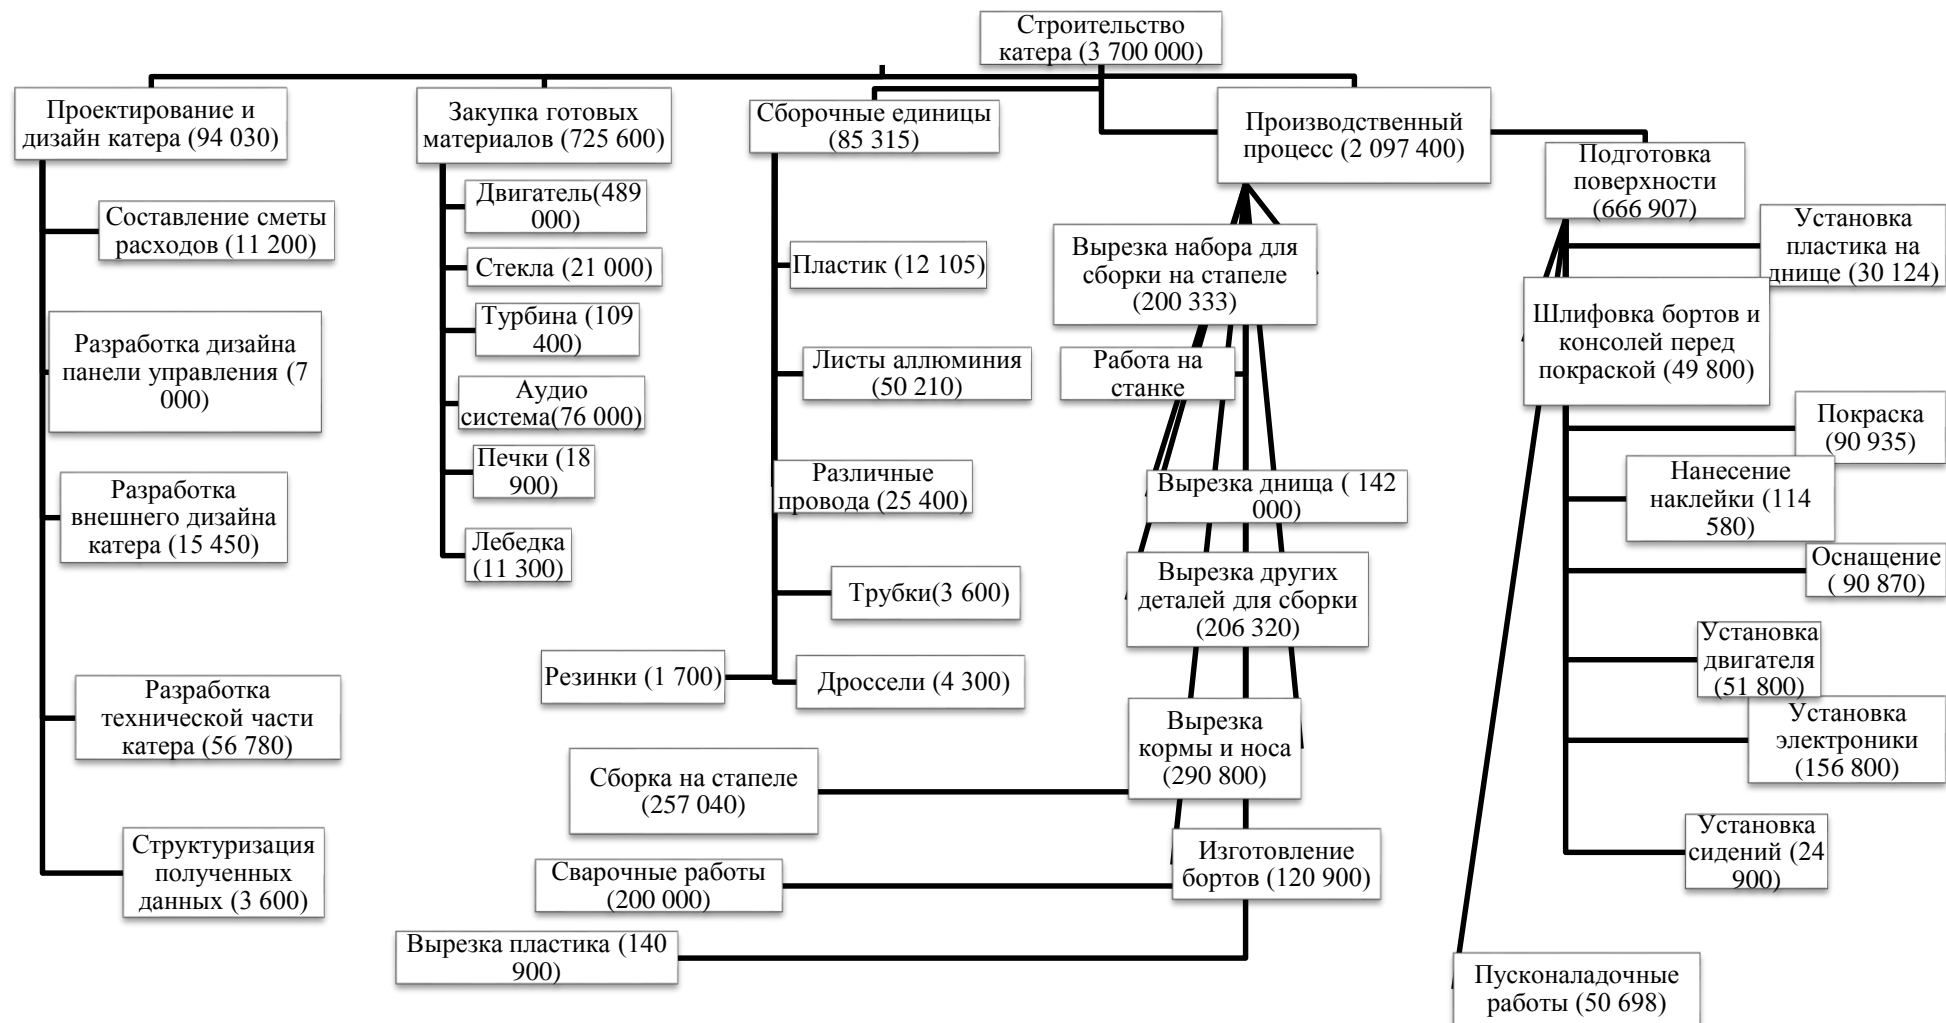 Строительство
катера (3 700 000)
Проектирование и
дизайн катера (94 030)
Составление сметы
расходов (11 200)
Разработка дизайна
панели управления (7
000)
Разработка
внешнего дизайна
катера (15 450)
Разработка
технической части
катера (56 780)
Структуризация
полученных
данных (3 600)
Закупка готовых
материалов (725 600)
Двигатель(489
000)
Стекла (21 000)
Турбина (109
400)
Аудио
система(76 000)
Печки (18
900)
Лебедка
(11 300)
Сборочные единицы
(85 315)
Пластик (12 105)
Листы аллюминия
(50 210)
Различные
провода (25 400)
Трубки(3 600)
Резинки (1 700)
Дроссели (4 300)
Производственный
процесс (2 097 400)
Вырезка набора для
сборки на стапеле
(200 333)
Работа на
станке
Вырезка днища ( 142
000)
Вырезка других
деталей для сборки
(206 320)
Вырезка
кормы и носа
(290 800)
Сборка на стапеле
(257 040)
Изготовление
бортов (120 900)
Сварочные работы
(200 000)
Вырезка пластика (140
900)
Подготовка
поверхности
(666 907)
Установка
пластика на
днище (30 124)
Шлифовка бортов и
консолей перед
покраской (49 800)
Покраска
(90 935)
Нанесение
наклейки (114
580)
Оснащение
( 90 870)
Установка
двигателя
(51 800)
Установка
электроники
(156 800)
Установка
сидений (24
900)
Пусконаладочные
работы (50 698)